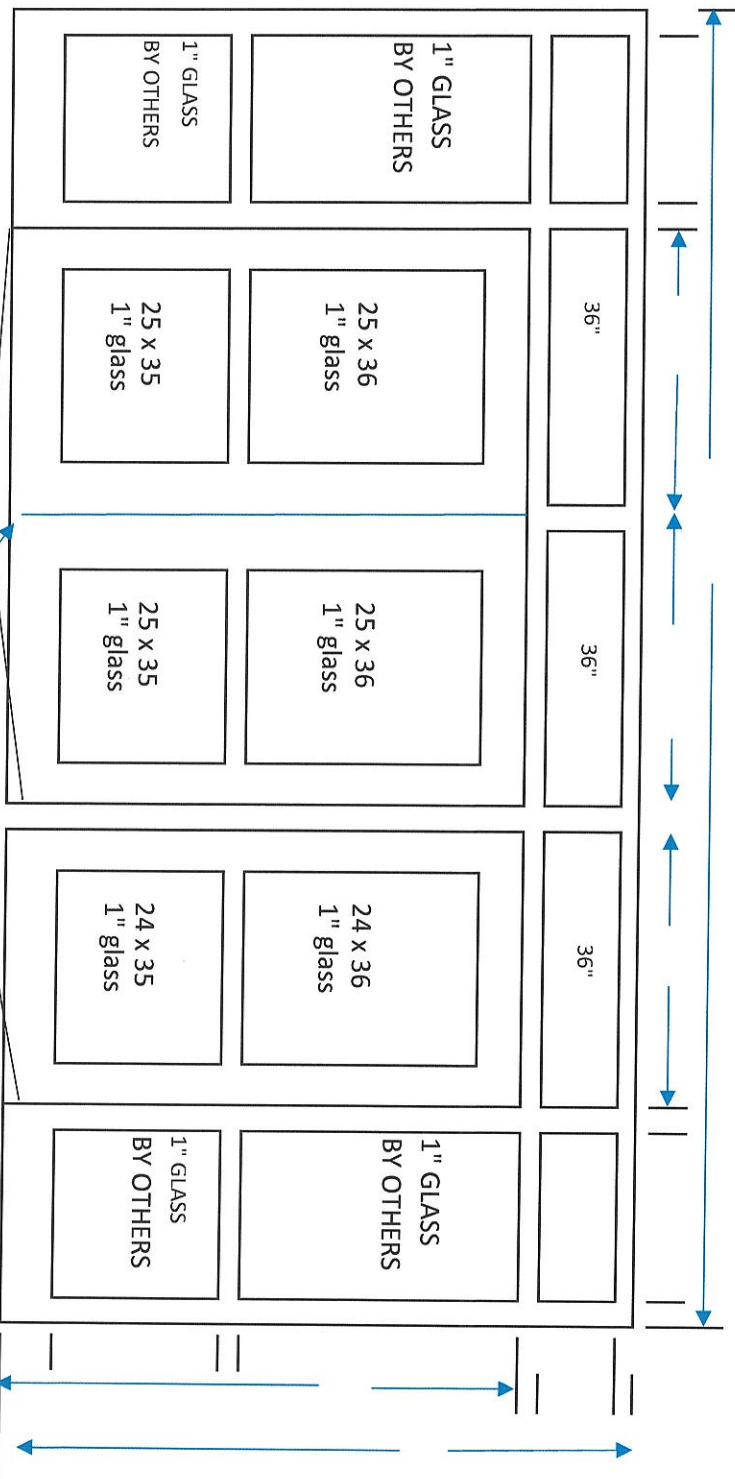 36"
36"
36"
1" GLASS
BY OTHERS
25 x 36
1" glass
25 x 36
1" glass
24 x 36
1" glass
1" GLASS
BY OTHERS
1" GLASS
BY OTHERS
25 x 35
1" glass
25 x 35
1" glass
24 x 35
1" glass
1" GLASS
BY OTHERS